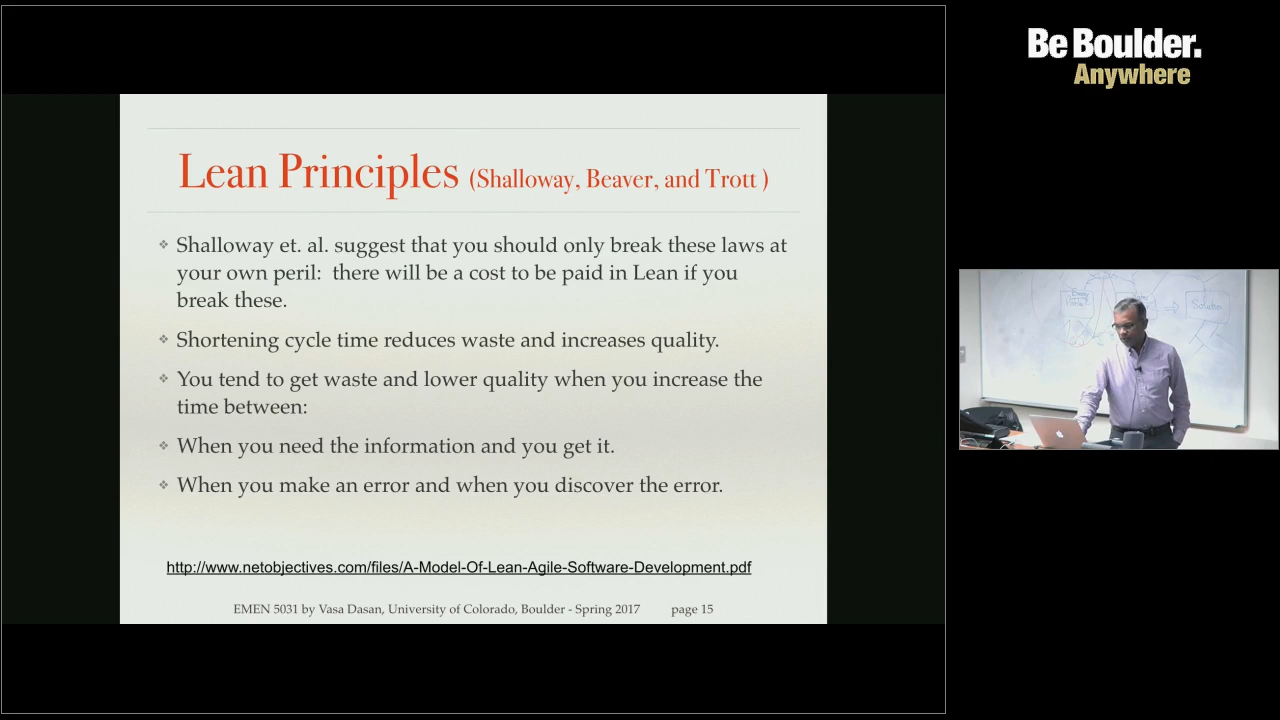 Be Boulder.
Anywhere
Lean Principles (Shalloway, Beaver, and Trott )
❖ Shalloway et. al. suggest that you should only break these laws at
your own peril:  there will be a cost to be paid in Lean if you
break these.
❖ Shortening cycle time reduces waste and increases quality.
❖ You tend to get waste and lower quality when you increase the
time between:
❖ When you need the information and you get it.
❖ When you make an error and when you discover the error.
http://www.netobjectives.com/files/A-Model-Of-Lean-Agile-Software-Development.pdf
EMEN 5031 by Vasa Dasan, University of Colorado, Boulder - Spring 2017 page 15
Solution